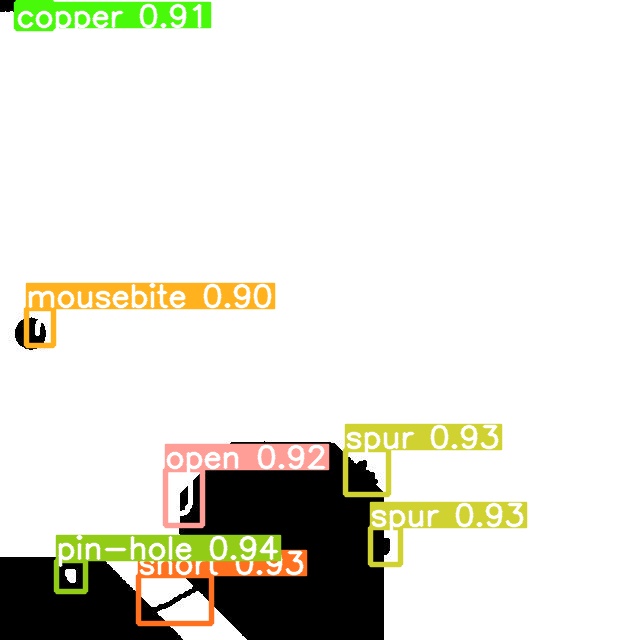 copper 0.91
mousebite 0.90
spur 0.93
open 0.92
spur 0.93
pin-hole 0.94
short 0.93